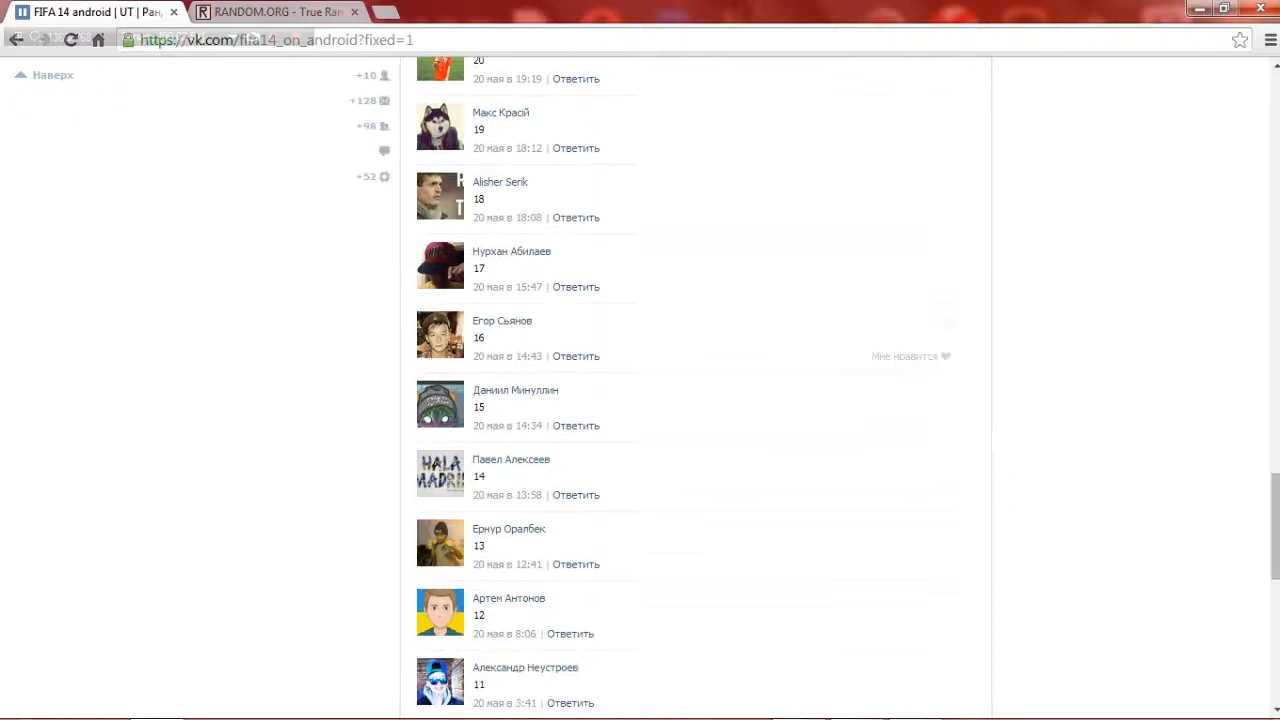 FIFA 14 android | UT | Ран
RANDOM.ORG - True Ran
https://vk.com/fifa14_on_android?fixed=1
Наверх
+10
+128
+98
+52
20
20 мая в 19:19 | Ответить
Макс Красій
19
20 мая в 18:12 | Ответить
Alisher Serik
18
20 мая в 18:08 | Ответить
Нурхан Абилаев
17
20 мая в 15:47 | Ответить
Егор Сьянов
16
20 мая в 14:43 | Ответить
Мне нравится
Даниил Минуллин
15
20 мая в 14:34 | Ответить
Павел Алексеев
14
20 мая в 13:58 | Ответить
HALA
MADRI
Ернур Оралбек
13
20 мая в 12:41 | Ответить
Артем Антонов
12
20 мая в 8:06 | Ответить
Александр Неустроев
11
20 мая в 3:41 | Ответить